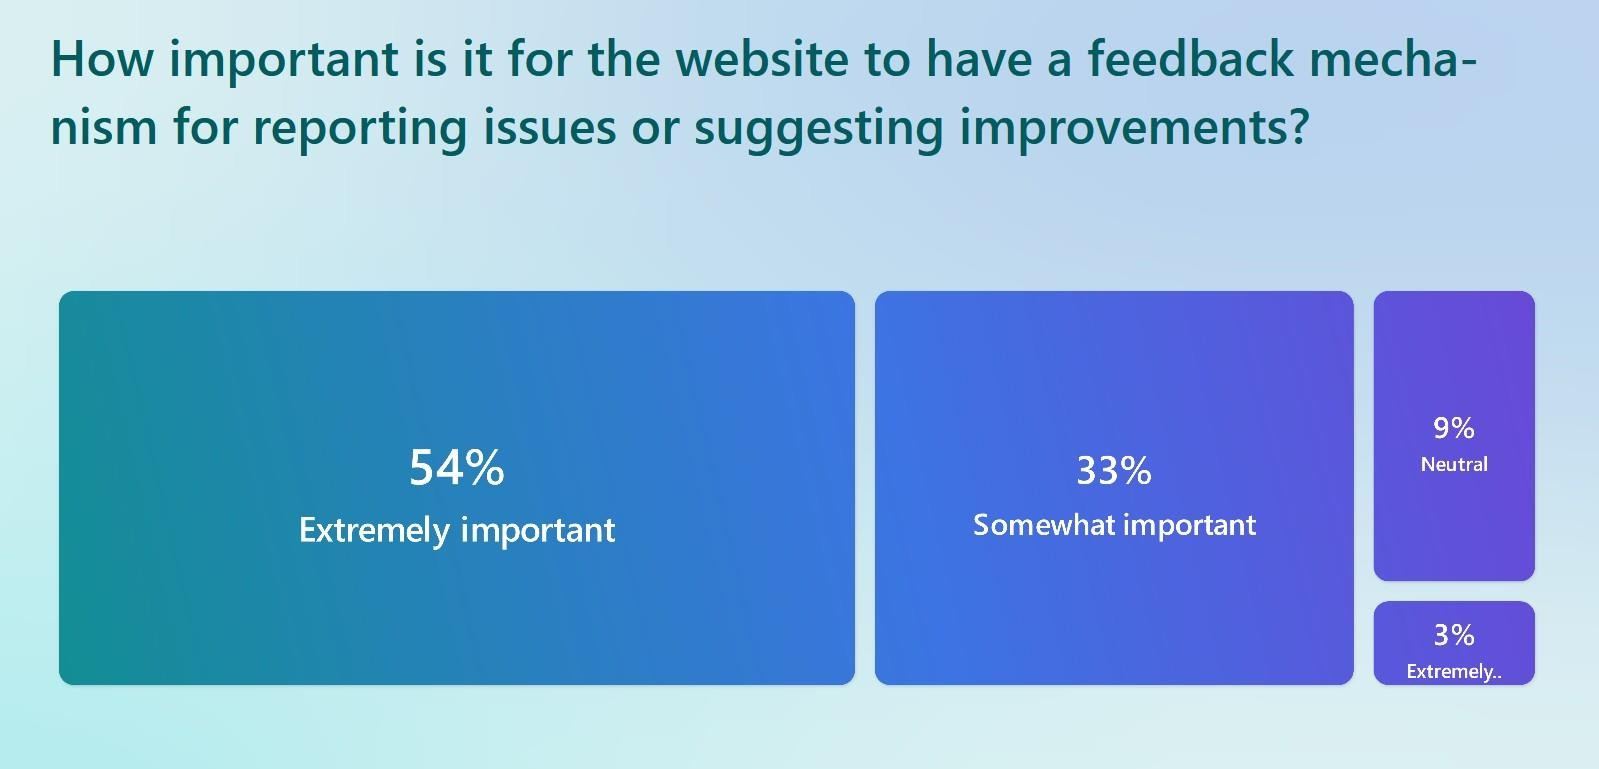 How important is it for the website to have a feedback mecha-
nism for reporting issues or suggesting improvements?
54%
Extremely important
33%
Somewhat important
9%
Neutral
3%
Extremely..